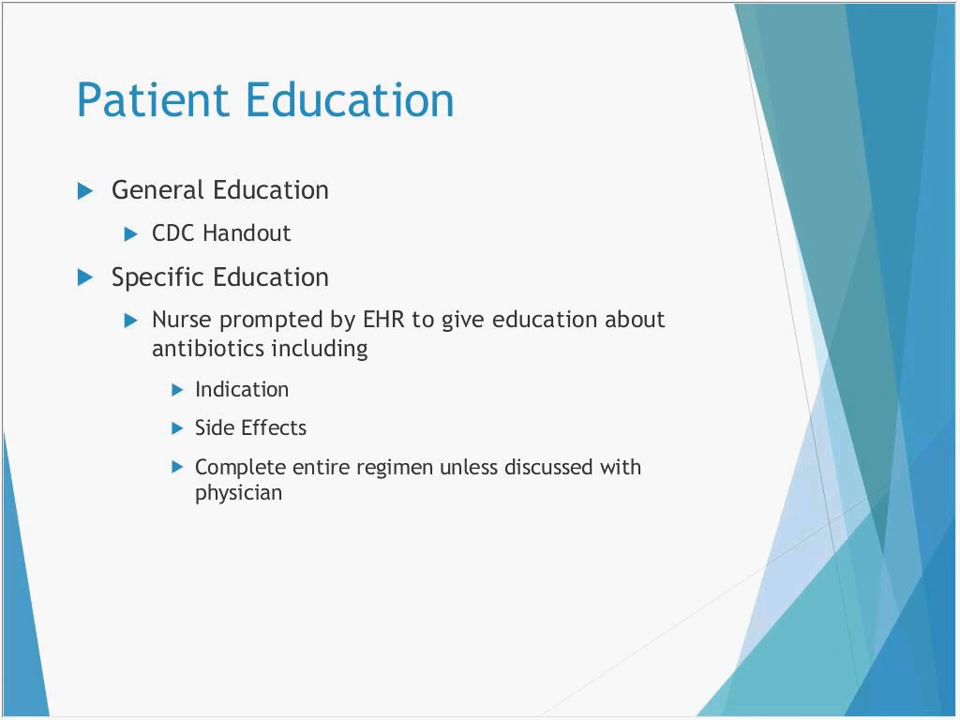 Patient Education
General Education
CDC Handout
Specific Education
Nurse prompted by EHR to give education about
antibiotics including
Indication
Side Effects
Complete entire regimen unless discussed with
physician